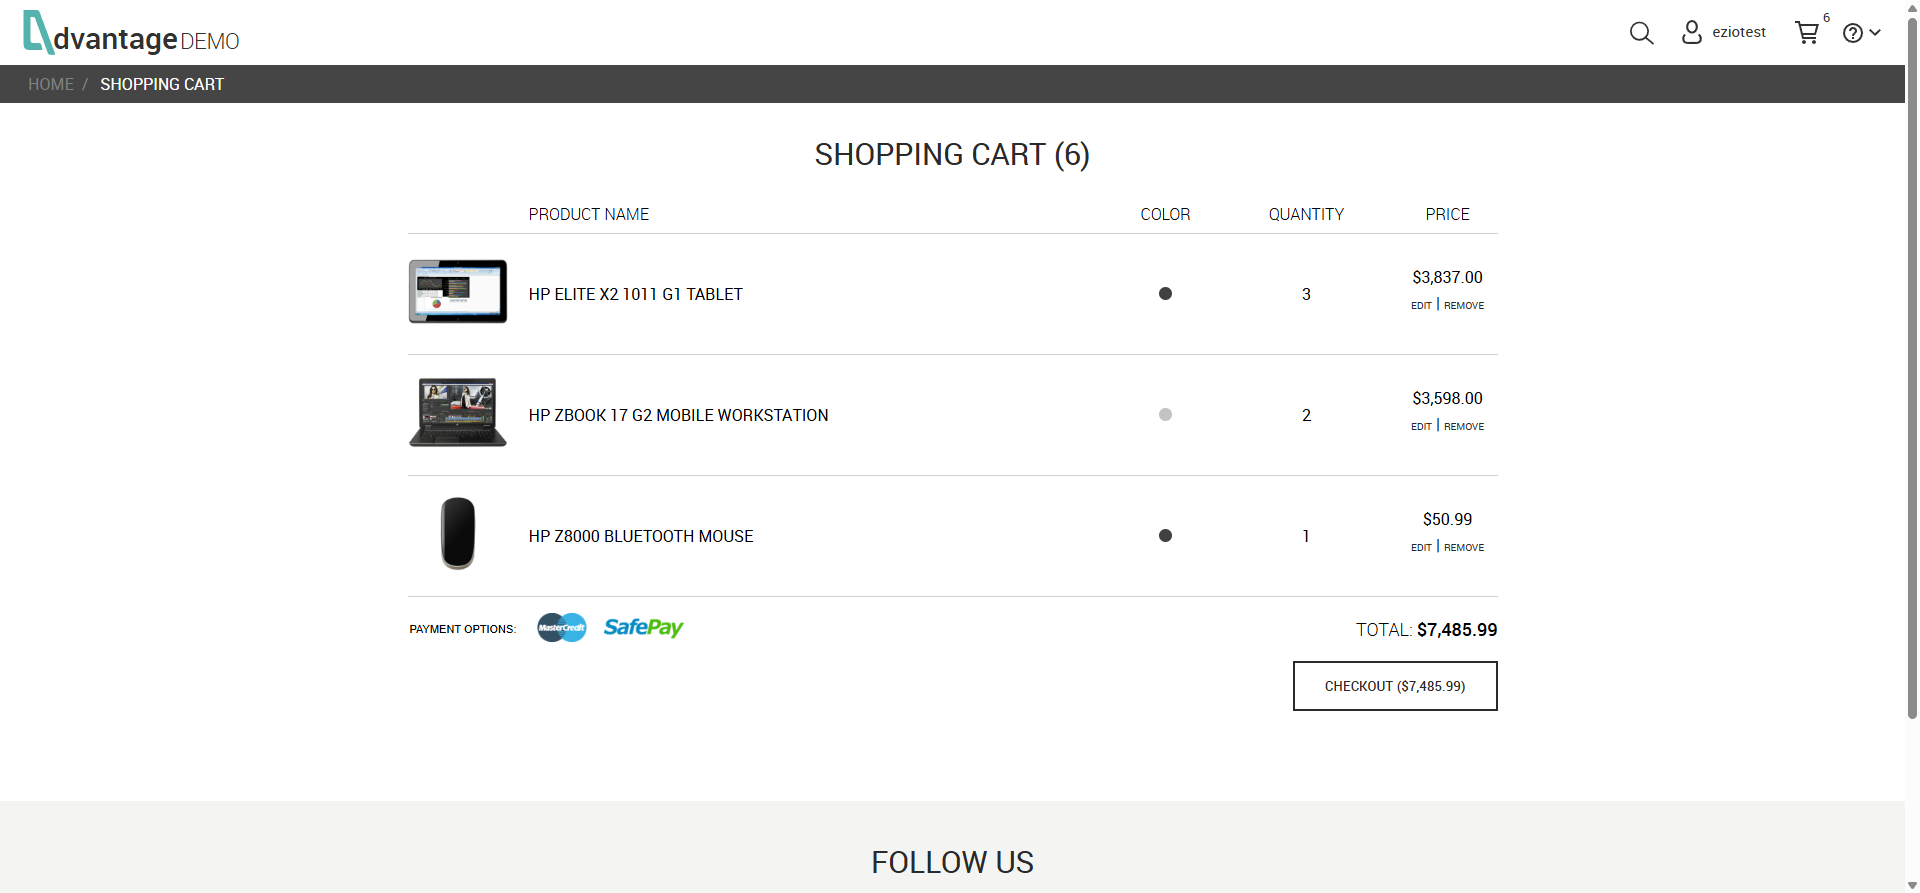 dvantage DEMO
eziotest
6
HOME / SHOPPING CART
SHOPPING CART (6)
PRODUCT NAME COLOR QUANTITY PRICE
HP ELITE X2 1011 G1 TABLET 3 $3,837.00
EDIT | REMOVE
HP ZBOOK 17 G2 MOBILE WORKSTATION 2 $3,598.00
EDIT | REMOVE
HP Z8000 BLUETOOTH MOUSE 1 $50.99
EDIT | REMOVE
PAYMENT OPTIONS: MasterCredit SafePay TOTAL: $7,485.99
CHECKOUT ($7,485.99)
FOLLOW US